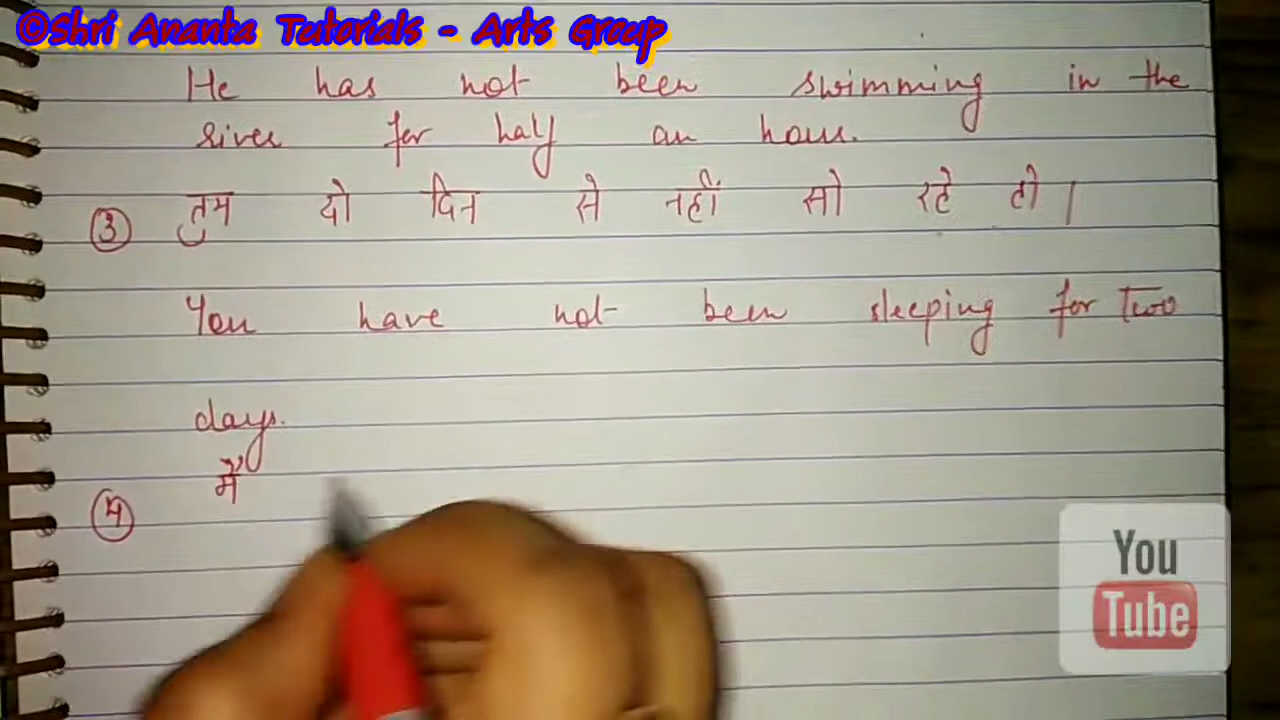 ©Shri Ananta Tutorials - Arts Group
He has not been swimming in the
river for half an hour.
③ तुम दो दिन से नहीं सो रहे हो |
You have not been sleeping for Two
days.
④ मैं
You
Tube